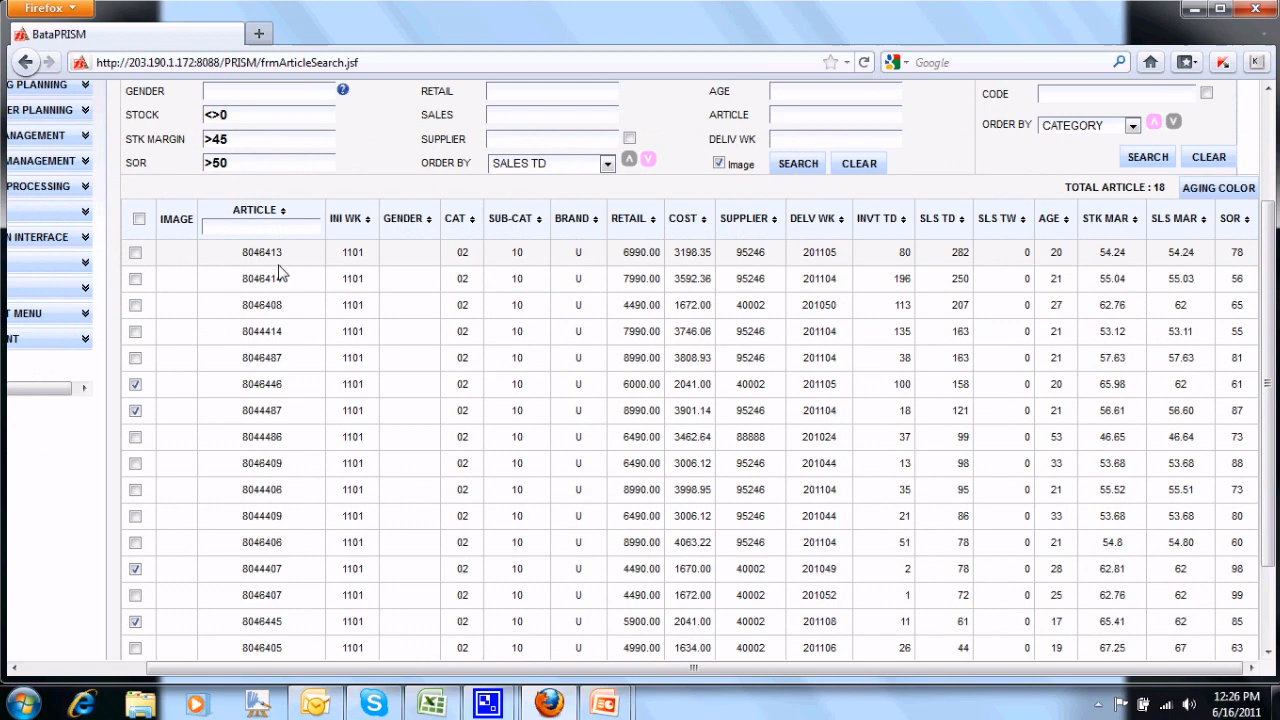 Firefox
BataPRISM
http://203.190.1.172:8088/PRISM/frmArticleSearch.jsf
Google
G PLANNING
ER PLANNING
ANAGEMENT
MANAGEMENT
PROCESSING
N INTERFACE
T MENU
NT
GENDER RETAIL AGE CODE
STOCK <>0 SALES ARTICLE ORDER BY CATEGORY
STK MARGIN >45 SUPPLIER DELIV WK SEARCH CLEAR
SOR >50 ORDER BY SALES TD Image SEARCH CLEAR
TOTAL ARTICLE : 18 AGING COLOR
IMAGE ARTICLE INI WK GENDER CAT SUB-CAT BRAND RETAIL COST SUPPLIER DELV WK INVT TD SLS TD SLS TW AGE STK MAR SLS MAR SOR
8046413 1101 02 10 U 6990.00 3198.35 95246 201105 80 282 0 20 54.24 54.24 78
804641 1101 02 10 U 7990.00 3592.36 95246 201104 196 250 0 21 55.04 55.03 56
8046408 1101 02 10 U 4490.00 1672.00 40002 201050 113 207 0 27 62.76 62 65
8044414 1101 02 10 U 7990.00 3746.06 95246 201104 135 163 0 21 53.12 53.11 55
8046487 1101 02 10 U 8990.00 3808.93 95246 201104 38 163 0 21 57.63 57.63 81
8046446 1101 02 10 U 6000.00 2041.00 40002 201105 100 158 0 20 65.98 62 61
8044487 1101 02 10 U 8990.00 3901.14 95246 201104 18 121 0 21 56.61 56.60 87
8044486 1101 02 10 U 6490.00 3462.64 88888 201024 37 99 0 53 46.65 46.64 73
8046409 1101 02 10 U 6490.00 3006.12 95246 201044 13 98 0 33 53.68 53.68 88
8044406 1101 02 10 U 8990.00 3998.95 95246 201104 35 95 0 21 55.52 55.51 73
8044409 1101 02 10 U 6490.00 3006.12 95246 201044 21 86 0 33 53.68 53.68 80
8046406 1101 02 10 U 8990.00 4063.22 95246 201104 51 78 0 21 54.8 54.80 60
8044407 1101 02 10 U 4490.00 1670.00 40002 201049 2 78 0 28 62.81 62 98
8046407 1101 02 10 U 4490.00 1672.00 40002 201052 1 72 0 25 62.76 62 99
8046445 1101 02 10 U 5900.00 2041.00 40002 201108 11 61 0 17 65.41 62 85
8046405 1101 02 10 U 4990.00 1634.00 40002 201106 26 44 0 19 67.25 67 63
12:26 PM
6/16/2011